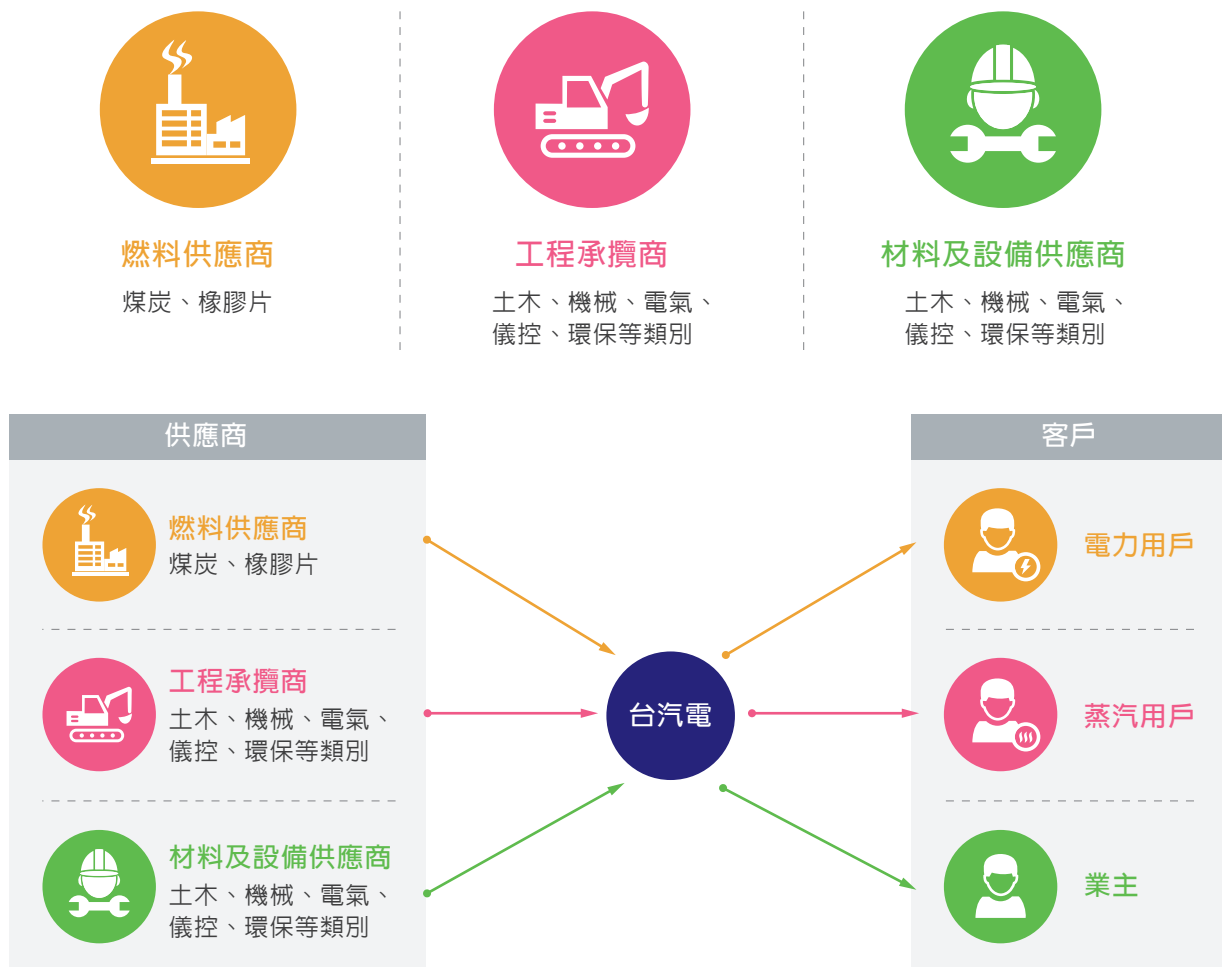 燃料供應商
煤炭、橡膠片
工程承攬商
土木、機械、電氣、
儀控、環保等類別
材料及設備供應商
土木、機械、電氣、
儀控、環保等類別
供應商
燃料供應商
煤炭、橡膠片
工程承攬商
土木、機械、電氣、
儀控、環保等類別
材料及設備供應商
土木、機械、電氣、
儀控、環保等類別
台汽電
客戶
電力用戶
蒸汽用戶
業主